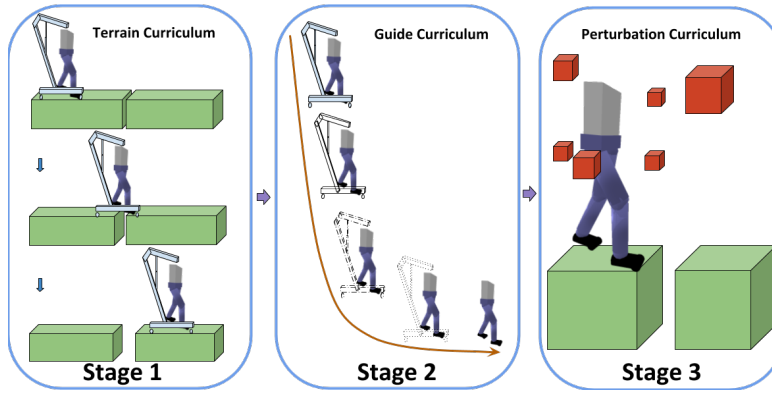 Terrain Curriculum
Guide Curriculum
Perturbation Curriculum
Stage 1
Stage 2
Stage 3